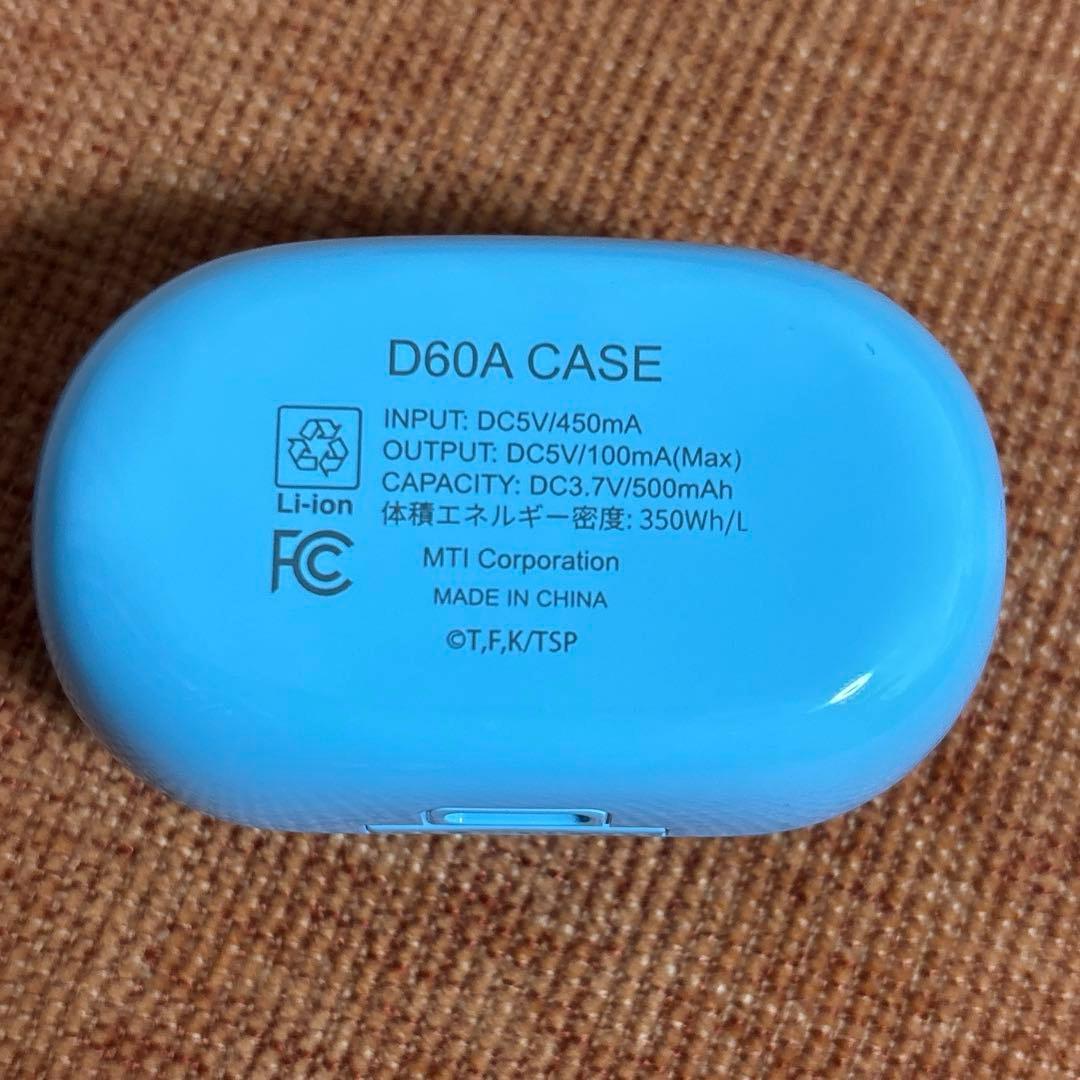 D60A CASE
INPUT: DC5V/450mA
OUTPUT: DC5V/100mA(Max)
CAPACITY: DC3.7V/500mAh
Li-ion
体積エネルギー密度: 350Wh/L
FC
MTI Corporation
MADE IN CHINA
©T,F,K/TSP